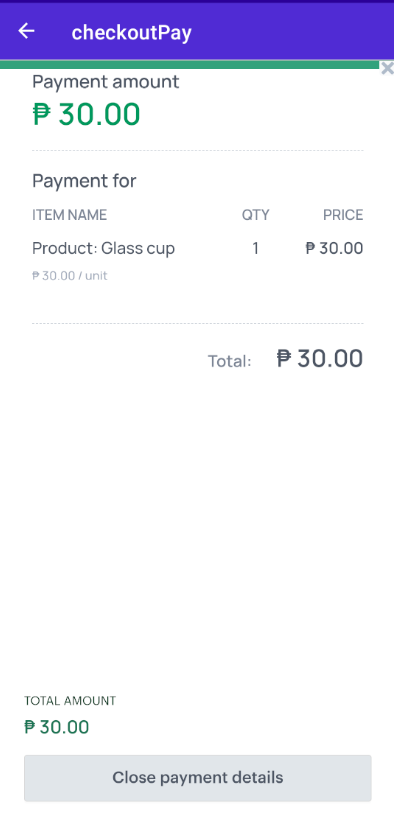 checkoutPay
Payment amount
₱ 30.00
Payment for
ITEM NAME QTY PRICE
Product: Glass cup 1 ₱ 30.00
₱ 30.00 / unit
Total: ₱ 30.00
TOTAL AMOUNT
₱ 30.00
Close payment details